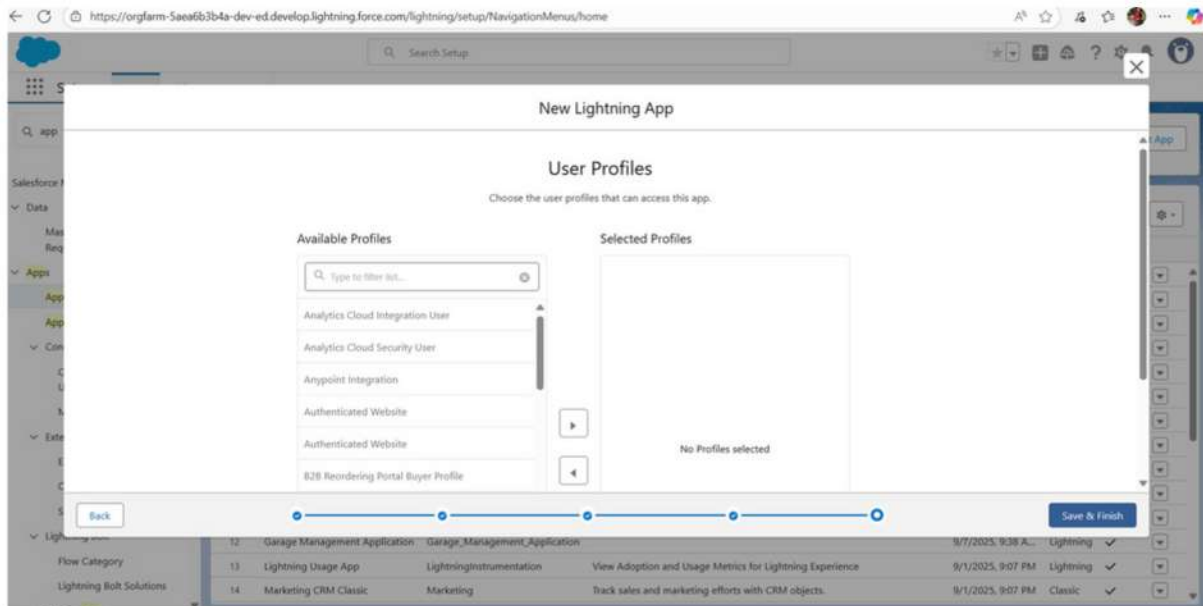 https://orgfarm-5aea6b3b4a-dev-ed.develop.lightning.force.com/lightning/setup/NavigationMenus/home
Search Setup
New Lightning App
app
App
User Profiles
Choose the user profiles that can access this app.
Salesforce
Data
Available Profiles
Selected Profiles
Type to filter list...
Apps
App
Analytics Cloud Integration User
App
Analytics Cloud Security User
Con
Anypoint Integration
Authenticated Website
Authenticated Website
No Profiles selected
Exte
B2B Reordering Portal Buyer Profile
Back
Save & Finish
12 Garage Management Application Garage_Management_Application 9/7/2025, 9:38 A... Lightning
Flow Category
13 Lightning Usage App LightningInstrumentation View Adoption and Usage Metrics for Lightning Experience 9/1/2025, 9:07 PM Lightning
Lightning Bolt Solutions
14 Marketing CRM Classic Marketing Track sales and marketing efforts with CRM objects. 9/1/2025, 9:07 PM Classic